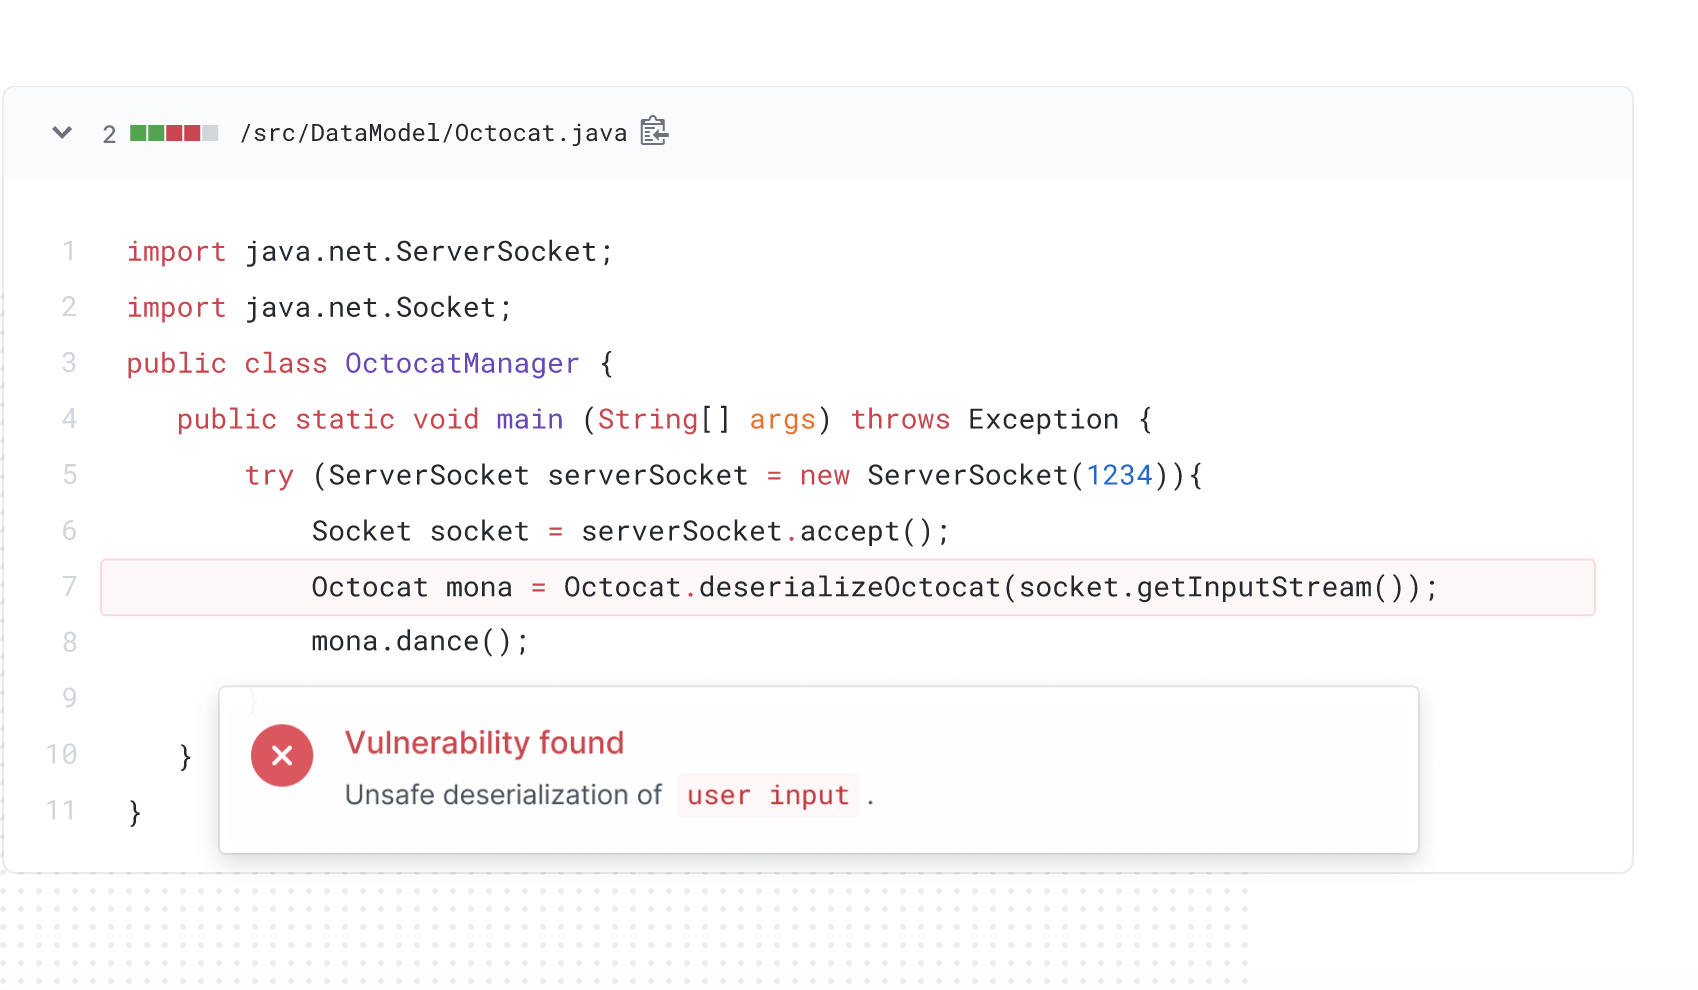 2 /src/DataModel/Octocat.java
1 import java.net.ServerSocket;
2 import java.net.Socket;
3 public class OctocatManager {
4 public static void main (String[] args) throws Exception {
5 try (ServerSocket serverSocket = new ServerSocket(1234)){
6 Socket socket = serverSocket.accept();
7 Octocat mona = Octocat.deserializeOctocat(socket.getInputStream());
8 mona.dance();
9 }
10 }
11 }
Vulnerability found
Unsafe deserialization of user input .